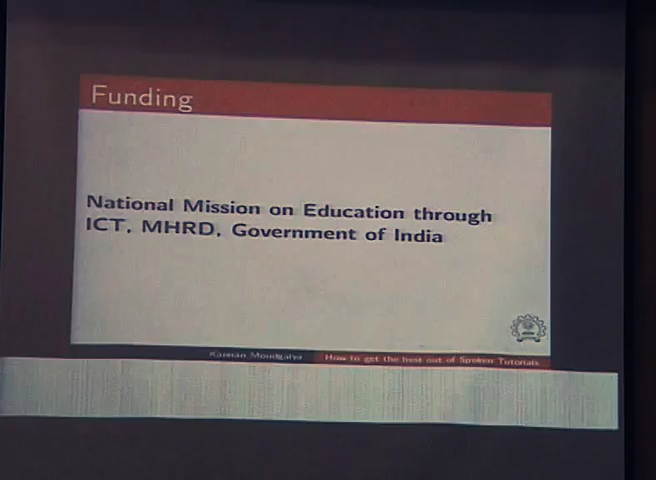 Funding
National Mission on Education through
ICT, MHRD, Government of India
Kannan Moudgalya How to get the best out of Spoken Tutorials